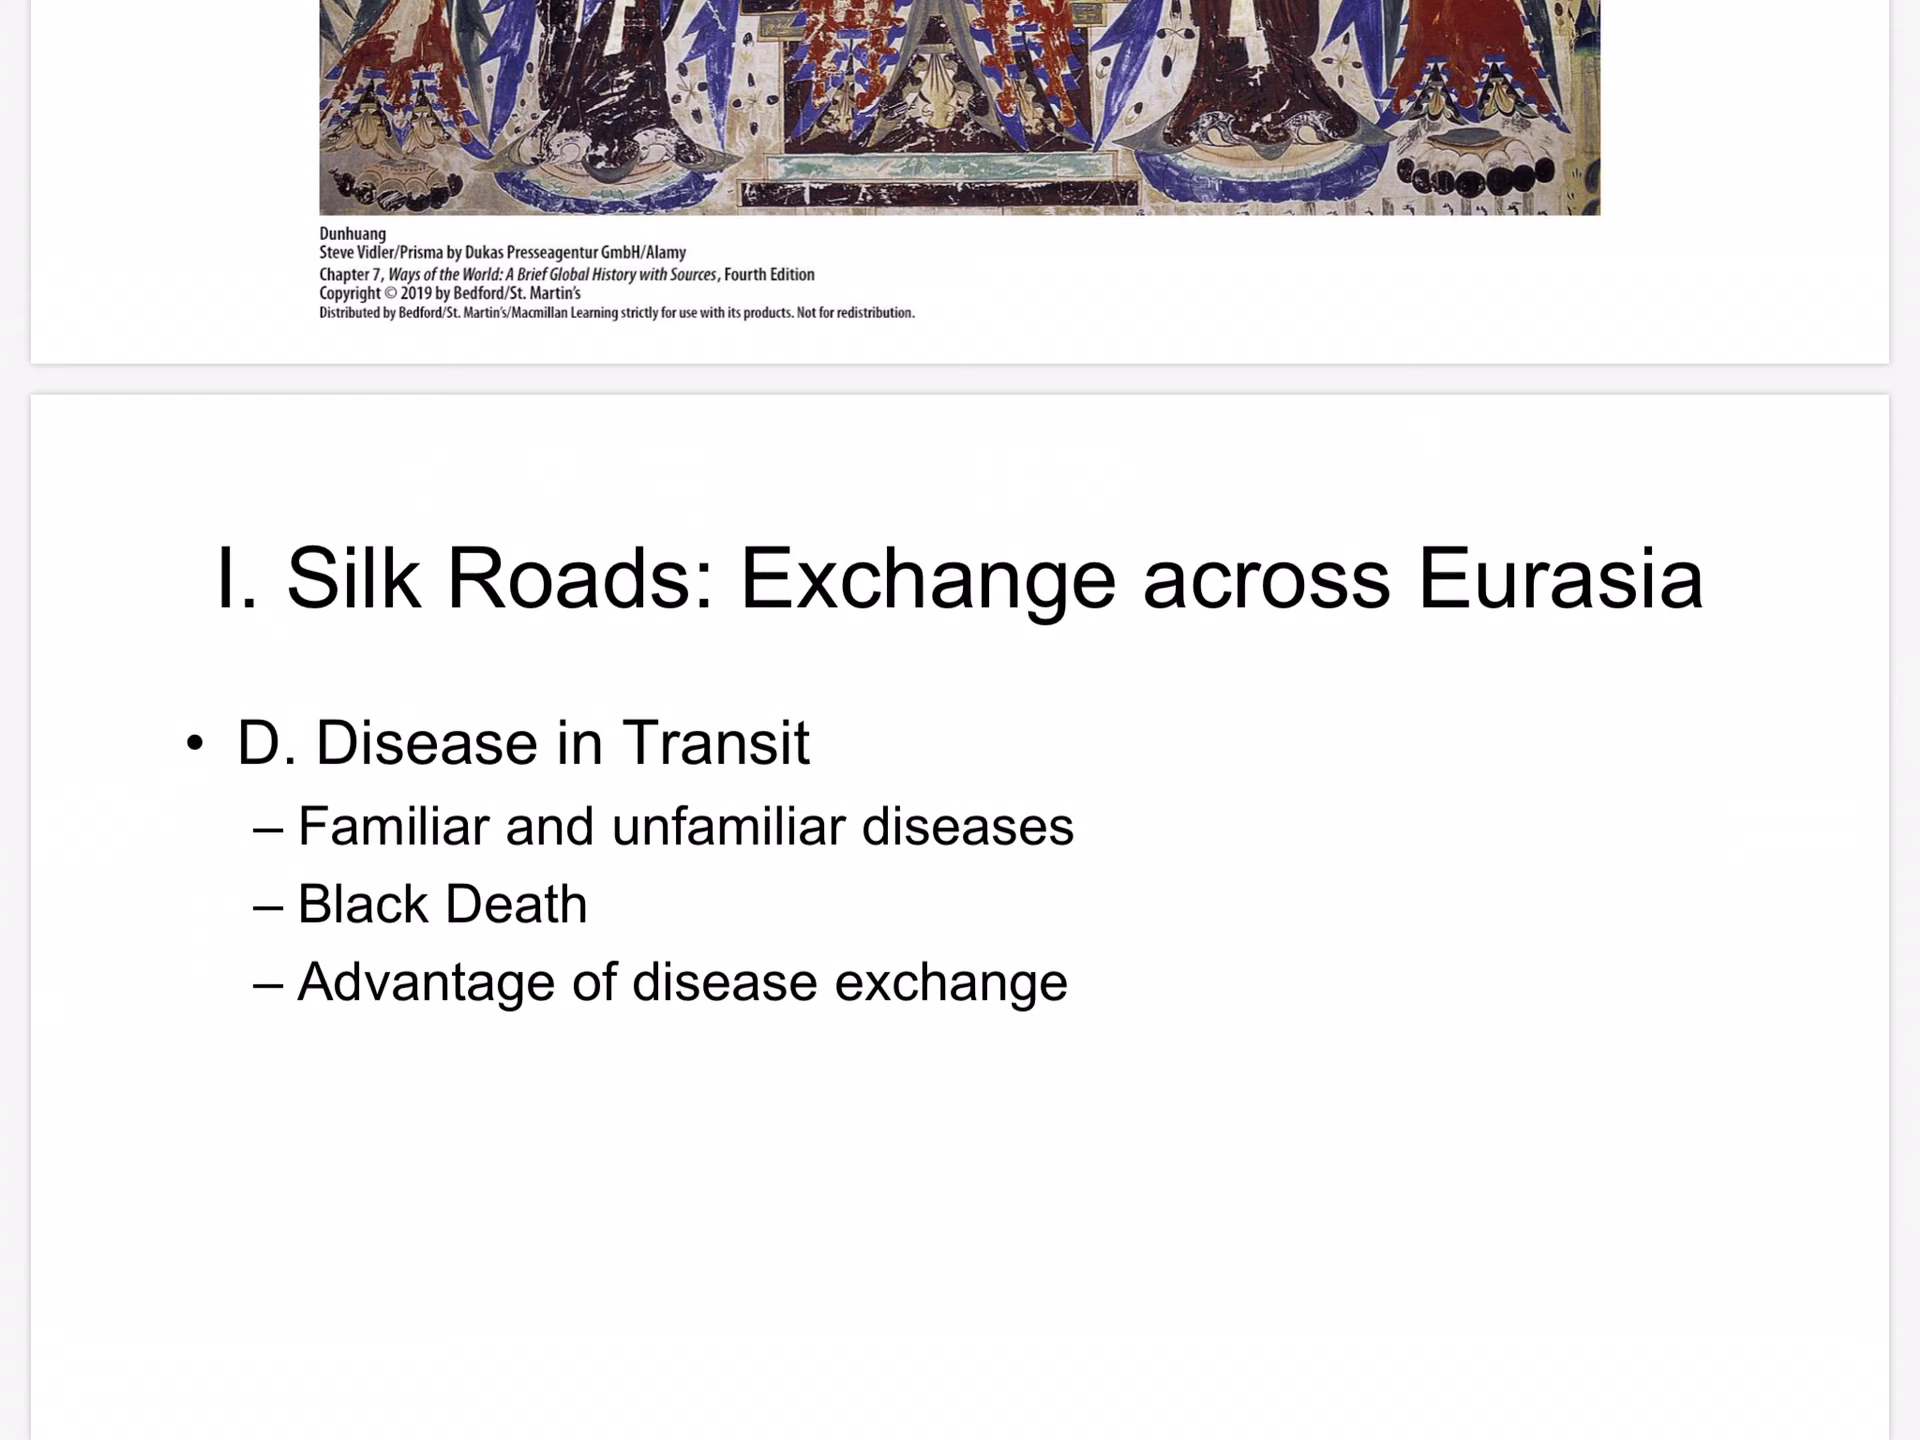 Dunhuang
Steve Vidler/Prisma by Dukas Presseagentur GmbH/Alamy
Chapter 7, Ways of the World: A Brief Global History with Sources, Fourth Edition
Copyright © 2019 by Bedford/St. Martin's
Distributed by Bedford/St. Martin's/Macmillan Learning strictly for use with its products. Not for redistribution.
I. Silk Roads: Exchange across Eurasia
• D. Disease in Transit
– Familiar and unfamiliar diseases
– Black Death
– Advantage of disease exchange